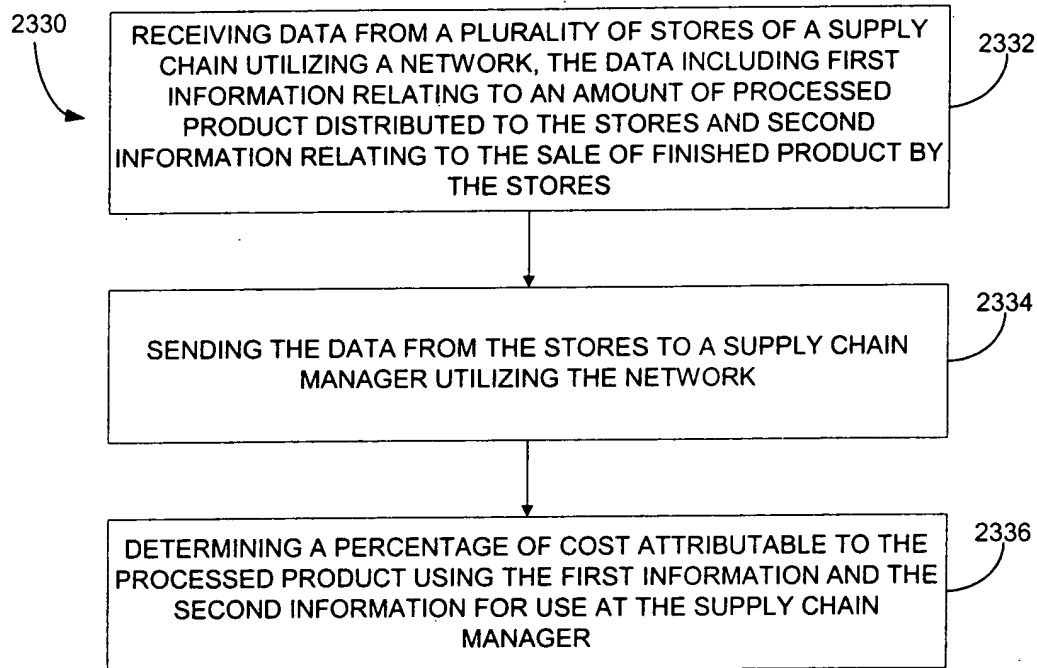 2330
RECEIVING DATA FROM A PLURALITY OF STORES OF A SUPPLY
CHAIN UTILIZING A NETWORK, THE DATA INCLUDING FIRST
INFORMATION RELATING TO AN AMOUNT OF PROCESSED
PRODUCT DISTRIBUTED TO THE STORES AND SECOND
INFORMATION RELATING TO THE SALE OF FINISHED PRODUCT BY
THE STORES
2332
SENDING THE DATA FROM THE STORES TO A SUPPLY CHAIN
MANAGER UTILIZING THE NETWORK
2334
DETERMINING A PERCENTAGE OF COST ATTRIBUTABLE TO THE
PROCESSED PRODUCT USING THE FIRST INFORMATION AND THE
SECOND INFORMATION FOR USE AT THE SUPPLY CHAIN
MANAGER
2336